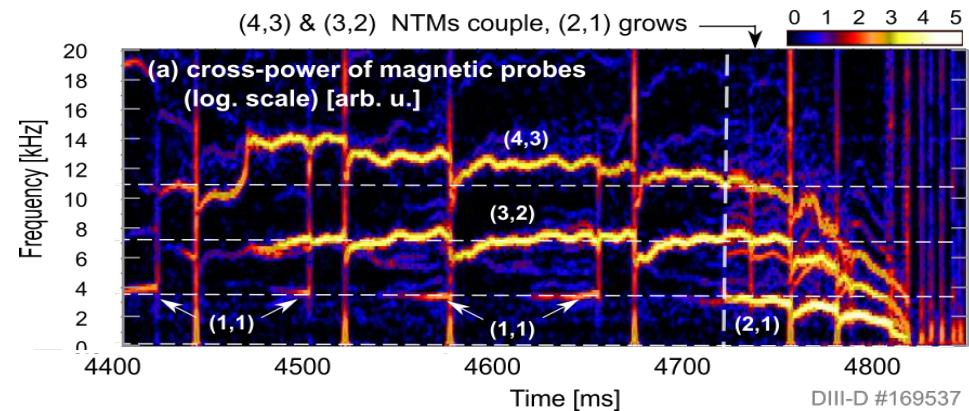 (4,3) & (3,2) NTMs couple, (2,1) grows
0 1 2 3 4 5
(a) cross-power of magnetic probes
(log. scale) [arb. u.]
Frequency [kHz]
20
18
16
14
12
10
8
6
4
2
0
(4,3)
(3,2)
(1,1)
(1,1)
(2,1)
4400 4500 4600 4700 4800
Time [ms]
DIII-D #169537